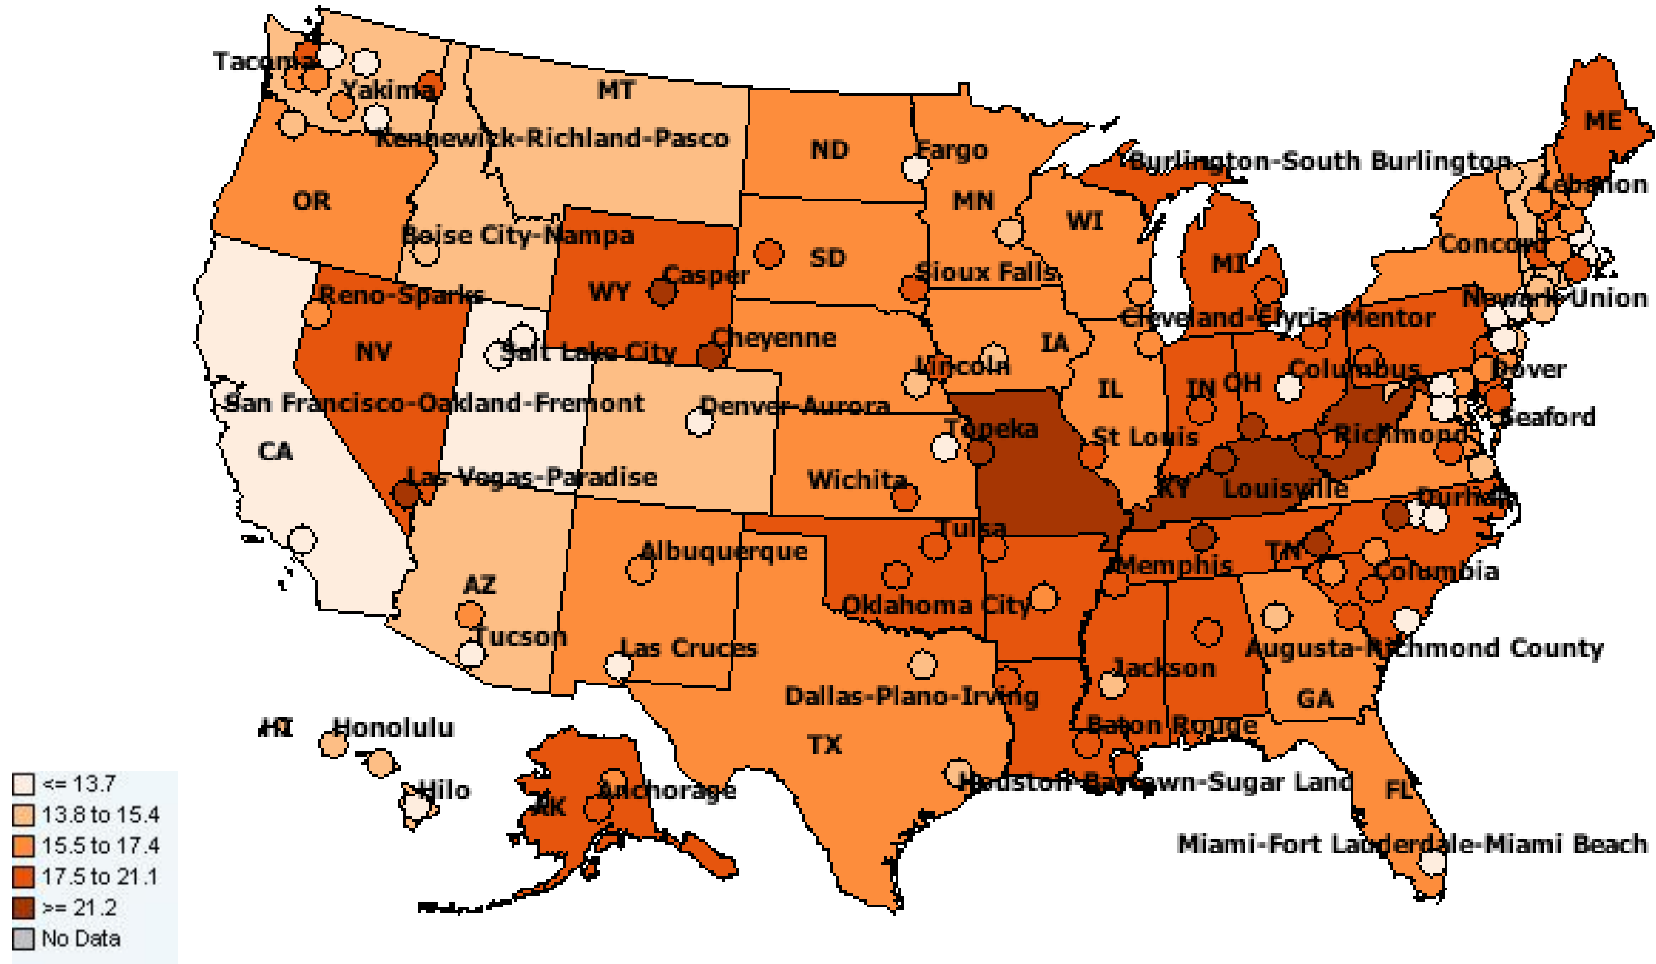 Tacoma
Yakima
MT
ME
Kennewick-Richland-Pasco
ND
Fargo
Burlington-South Burlington
Lebanon
OR
MN
WI
Boise City-Nampa
SD
Concord
MI
Sioux Falls
Casper
WY
Reno-Sparks
Newark-Union
Cleveland-Elyria-Mentor
Cheyenne
IA
NV
Salt Lake City
Lincoln
Columbus
Dover
IL
IN
OH
San Francisco-Oakland-Fremont
Denver-Aurora
Seaford
Topeka
St Louis
Richmond
CA
Las Vegas-Paradise
Wichita
KY
Louisville
Durham
Tulsa
Albuquerque
TN
Memphis
Columbia
AZ
Oklahoma City
Tucson
Las Cruces
Augusta-Richmond County
Jackson
Dallas-Plano-Irving
GA
HI
Honolulu
Baton Rouge
TX
Houston-Baytown-Sugar Land
FL
Hilo
Anchorage
AK
Miami-Fort Lauderdale-Miami Beach
<= 13.7
13.8 to 15.4
15.5 to 17.4
17.5 to 21.1
>= 21.2
No Data